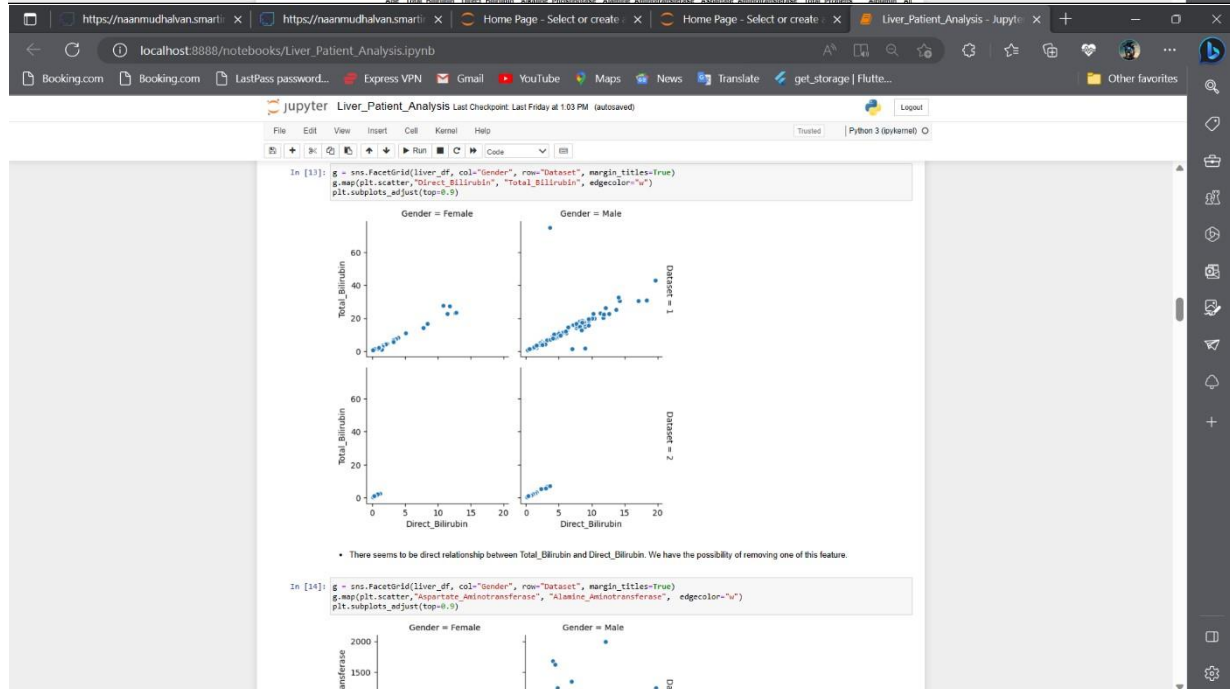 https://naanmudhalvan.smarti
https://naanmudhalvan.smarti
Home Page - Select or create a
Home Page - Select or create a
Liver_Patient_Analysis - Jupyte
localhost:8888/notebooks/Liver_Patient_Analysis.ipynb
Booking.com Booking.com LastPass password... Express VPN Gmail YouTube Maps News Translate get_storage | Flutte... Other favorites
jupyter Liver_Patient_Analysis Last Checkpoint: Last Friday at 1:03 PM (autosaved) Logout
File Edit View Insert Cell Kernel Help Trusted Python 3 (ipykernel)
Run Code
In [13]: g = sns.FacetGrid(liver_df, col="Gender", row="Dataset", margin_titles=True)
g.map(plt.scatter,"Direct_Bilirubin", "Total_Bilirubin", edgecolor="w")
plt.subplots_adjust(top=0.9)
Gender = Female Gender = Male
60
40
20
0
Total_Bilirubin
Dataset = 1
60
40
20
0
Total_Bilirubin
Dataset = 2
0 5 10 15 20 0 5 10 15 20
Direct_Bilirubin Direct_Bilirubin
• There seems to be direct relationship between Total_Bilirubin and Direct_Bilirubin. We have the possibility of removing one of this feature.
In [14]: g = sns.FacetGrid(liver_df, col="Gender", row="Dataset", margin_titles=True)
g.map(plt.scatter,"Aspartate_Aminotransferase", "Alamine_Aminotransferase", edgecolor="w")
plt.subplots_adjust(top=0.9)
Gender = Female Gender = Male
2000
1500